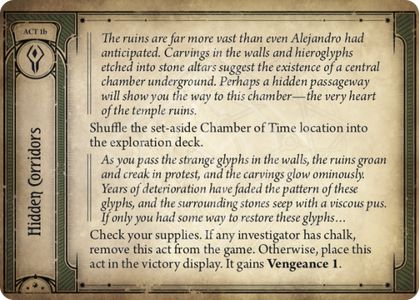 ACT 1b
Hidden Corridors
The ruins are far more vast than even Alejandro had
anticipated. Carvings in the walls and hieroglyphs
etched into stone altars suggest the existence of a central
chamber underground. Perhaps a hidden passageway
will show you the way to this chamber—the very heart
of the temple ruins.
Shuffle the set-aside Chamber of Time location into
the exploration deck.
As you pass the strange glyphs in the walls, the ruins groan
and creak in protest, and the carvings glow ominously.
Years of deterioration have faded the pattern of these
glyphs, and the surrounding stones seep with a viscous pus.
If only you had some way to restore these glyphs…
Check your supplies. If any investigator has chalk,
remove this act from the game. Otherwise, place this
act in the victory display. It gains Vengeance 1.